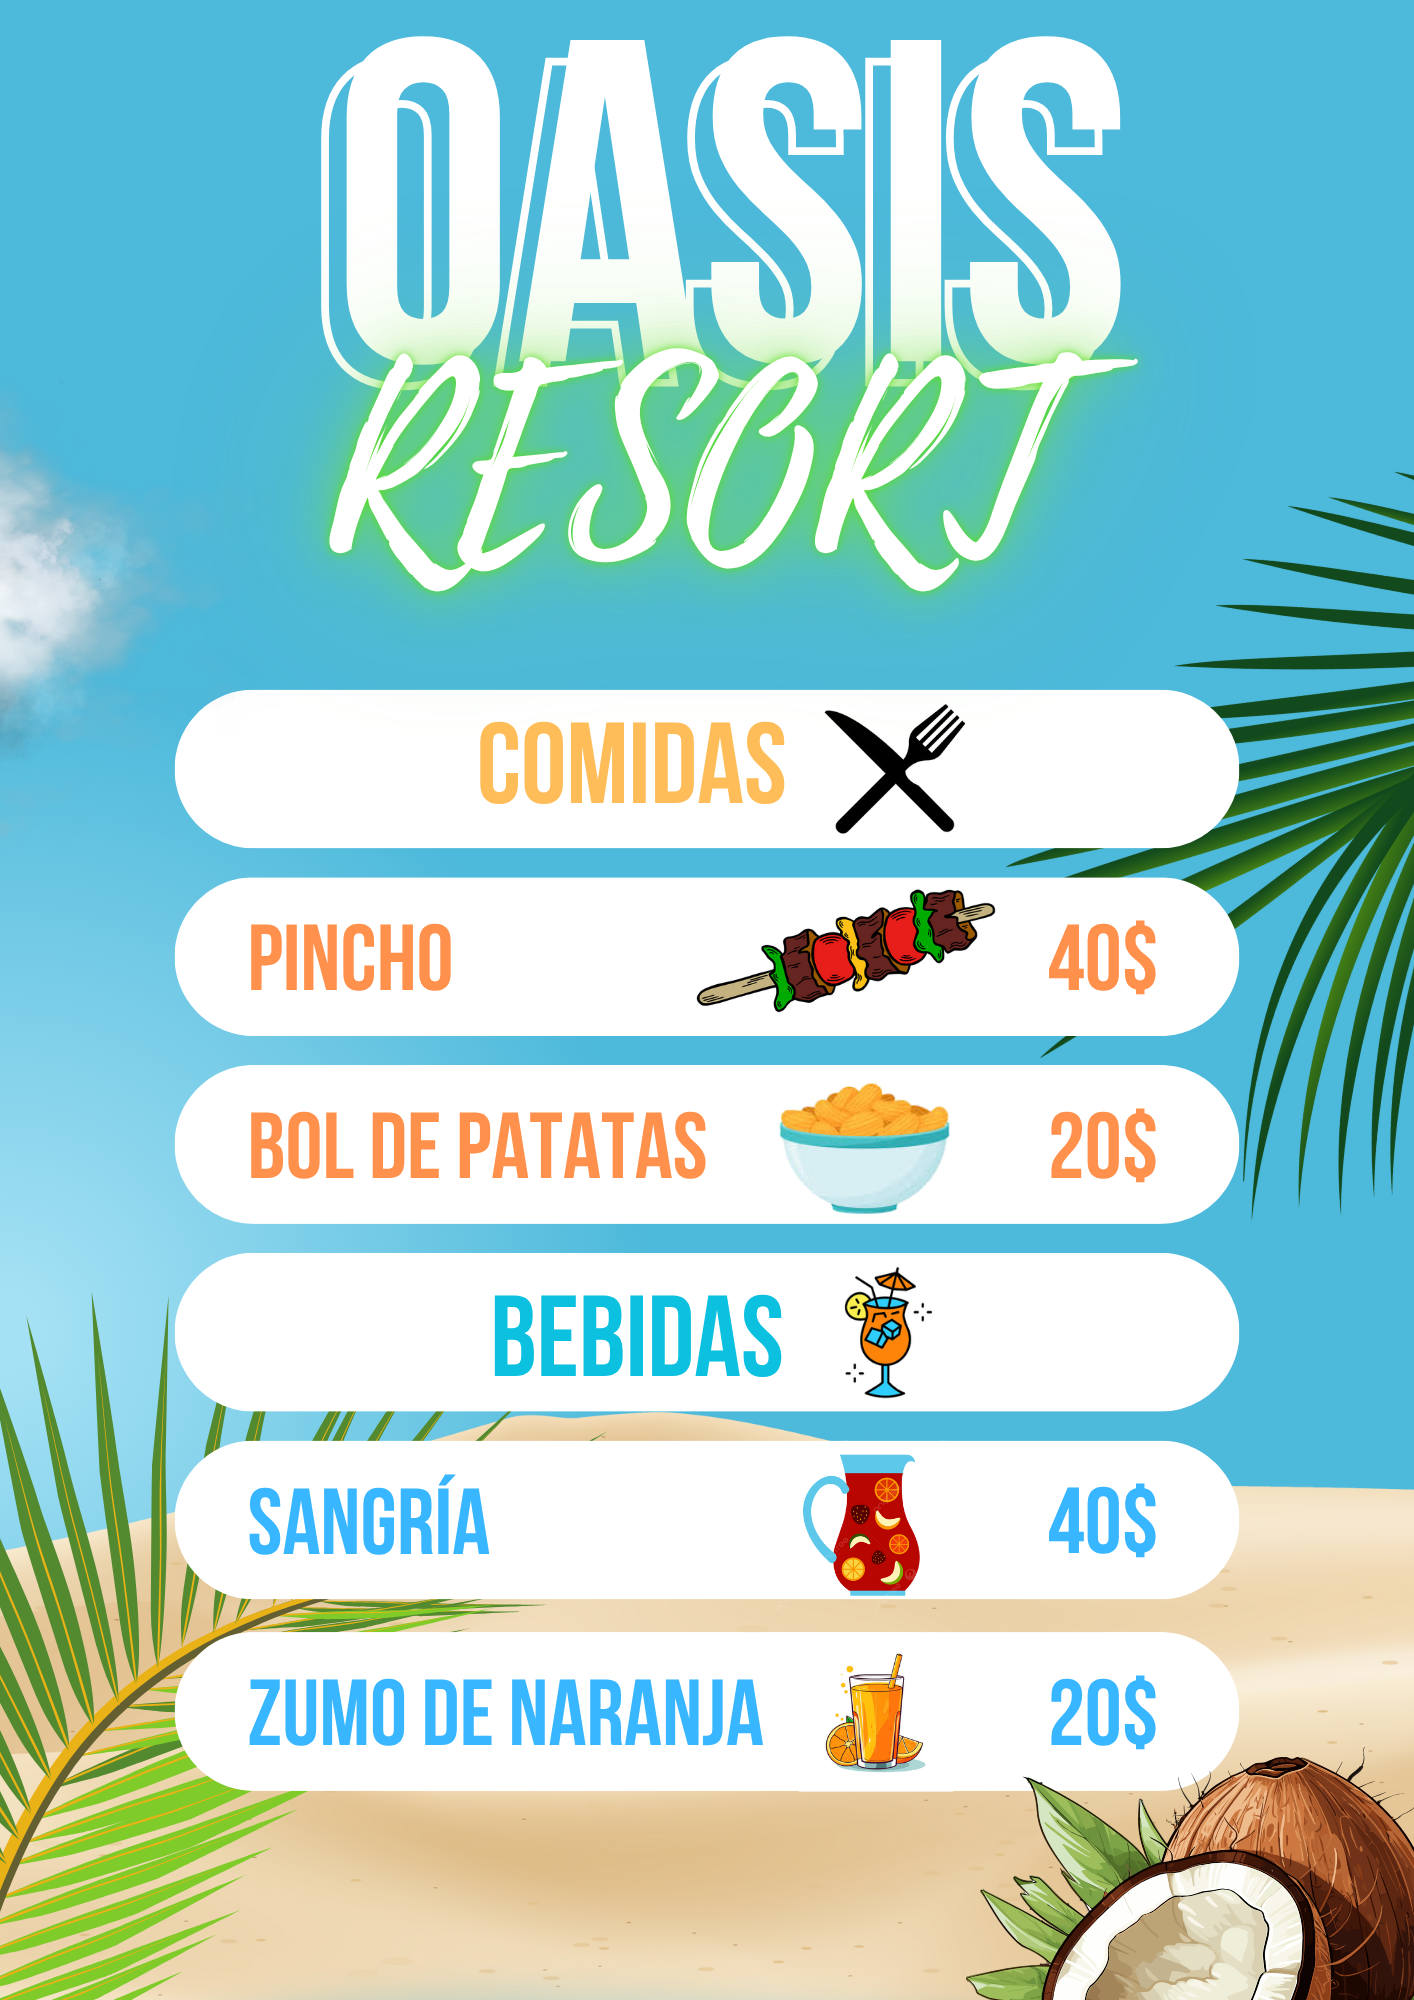 OASIS
RESORT
COMIDAS
PINCHO 40$
BOL DE PATATAS 20$
BEBIDAS
SANGRÍA 40$
ZUMO DE NARANJA 20$